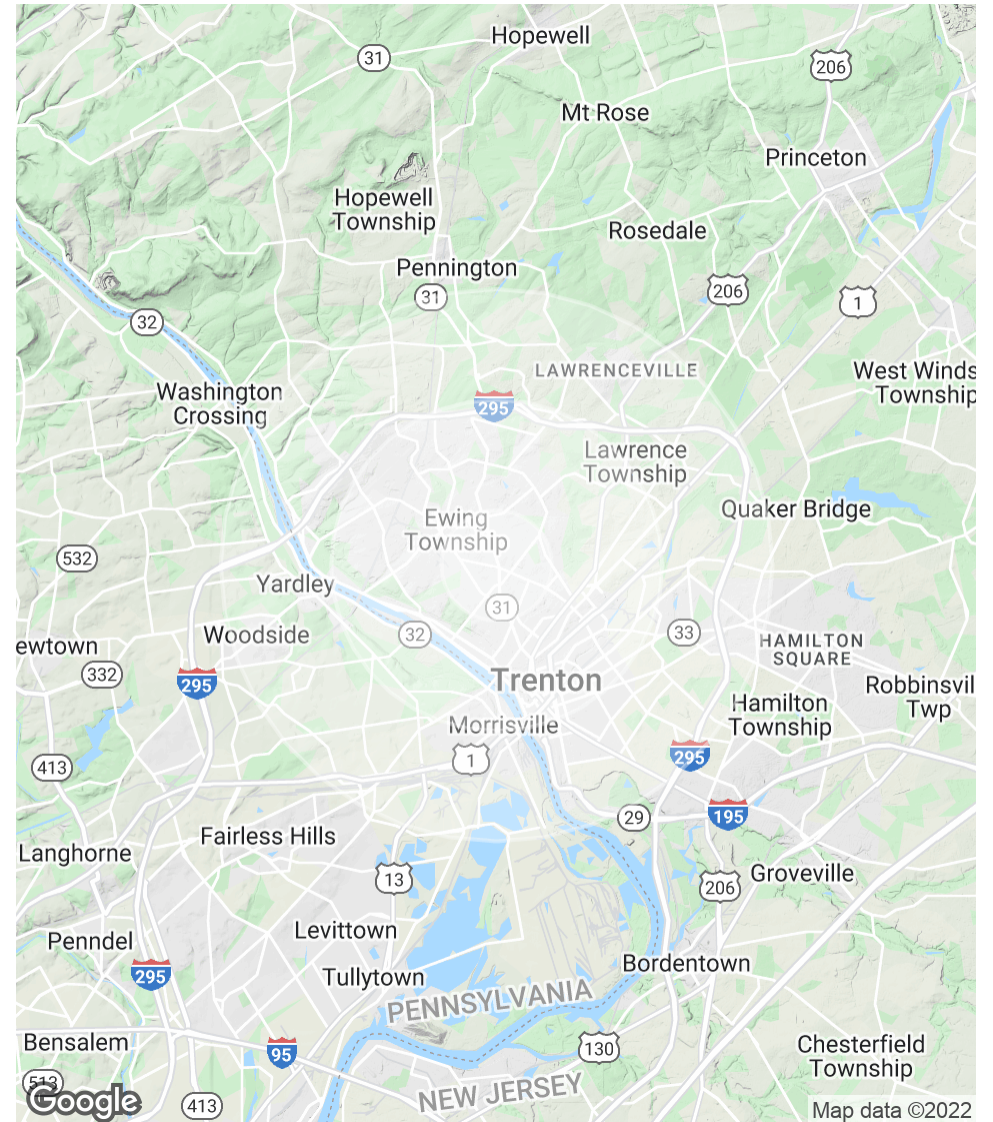 Hopewell
31
206
Mt Rose
Princeton
Hopewell
Township
Rosedale
Pennington
31
206
1
32
LAWRENCEVILLE
West Winds
Township
Washington
Crossing
295
Lawrence
Township
Quaker Bridge
Ewing
Township
532
Yardley
31
32
33
Woodside
ewtown
HAMILTON
SQUARE
332
295
Trenton
Robbinsvil
Twp
Hamilton
Township
Morrisville
295
1
413
195
29
Fairless Hills
Langhorne
13
206
Groveville
Levittown
Penndel
Bordentown
295
Tullytown
PENNSYLVANIA
Bensalem
95
130
Chesterfield
Township
513
NEW JERSEY
Google
413
Map data ©2022